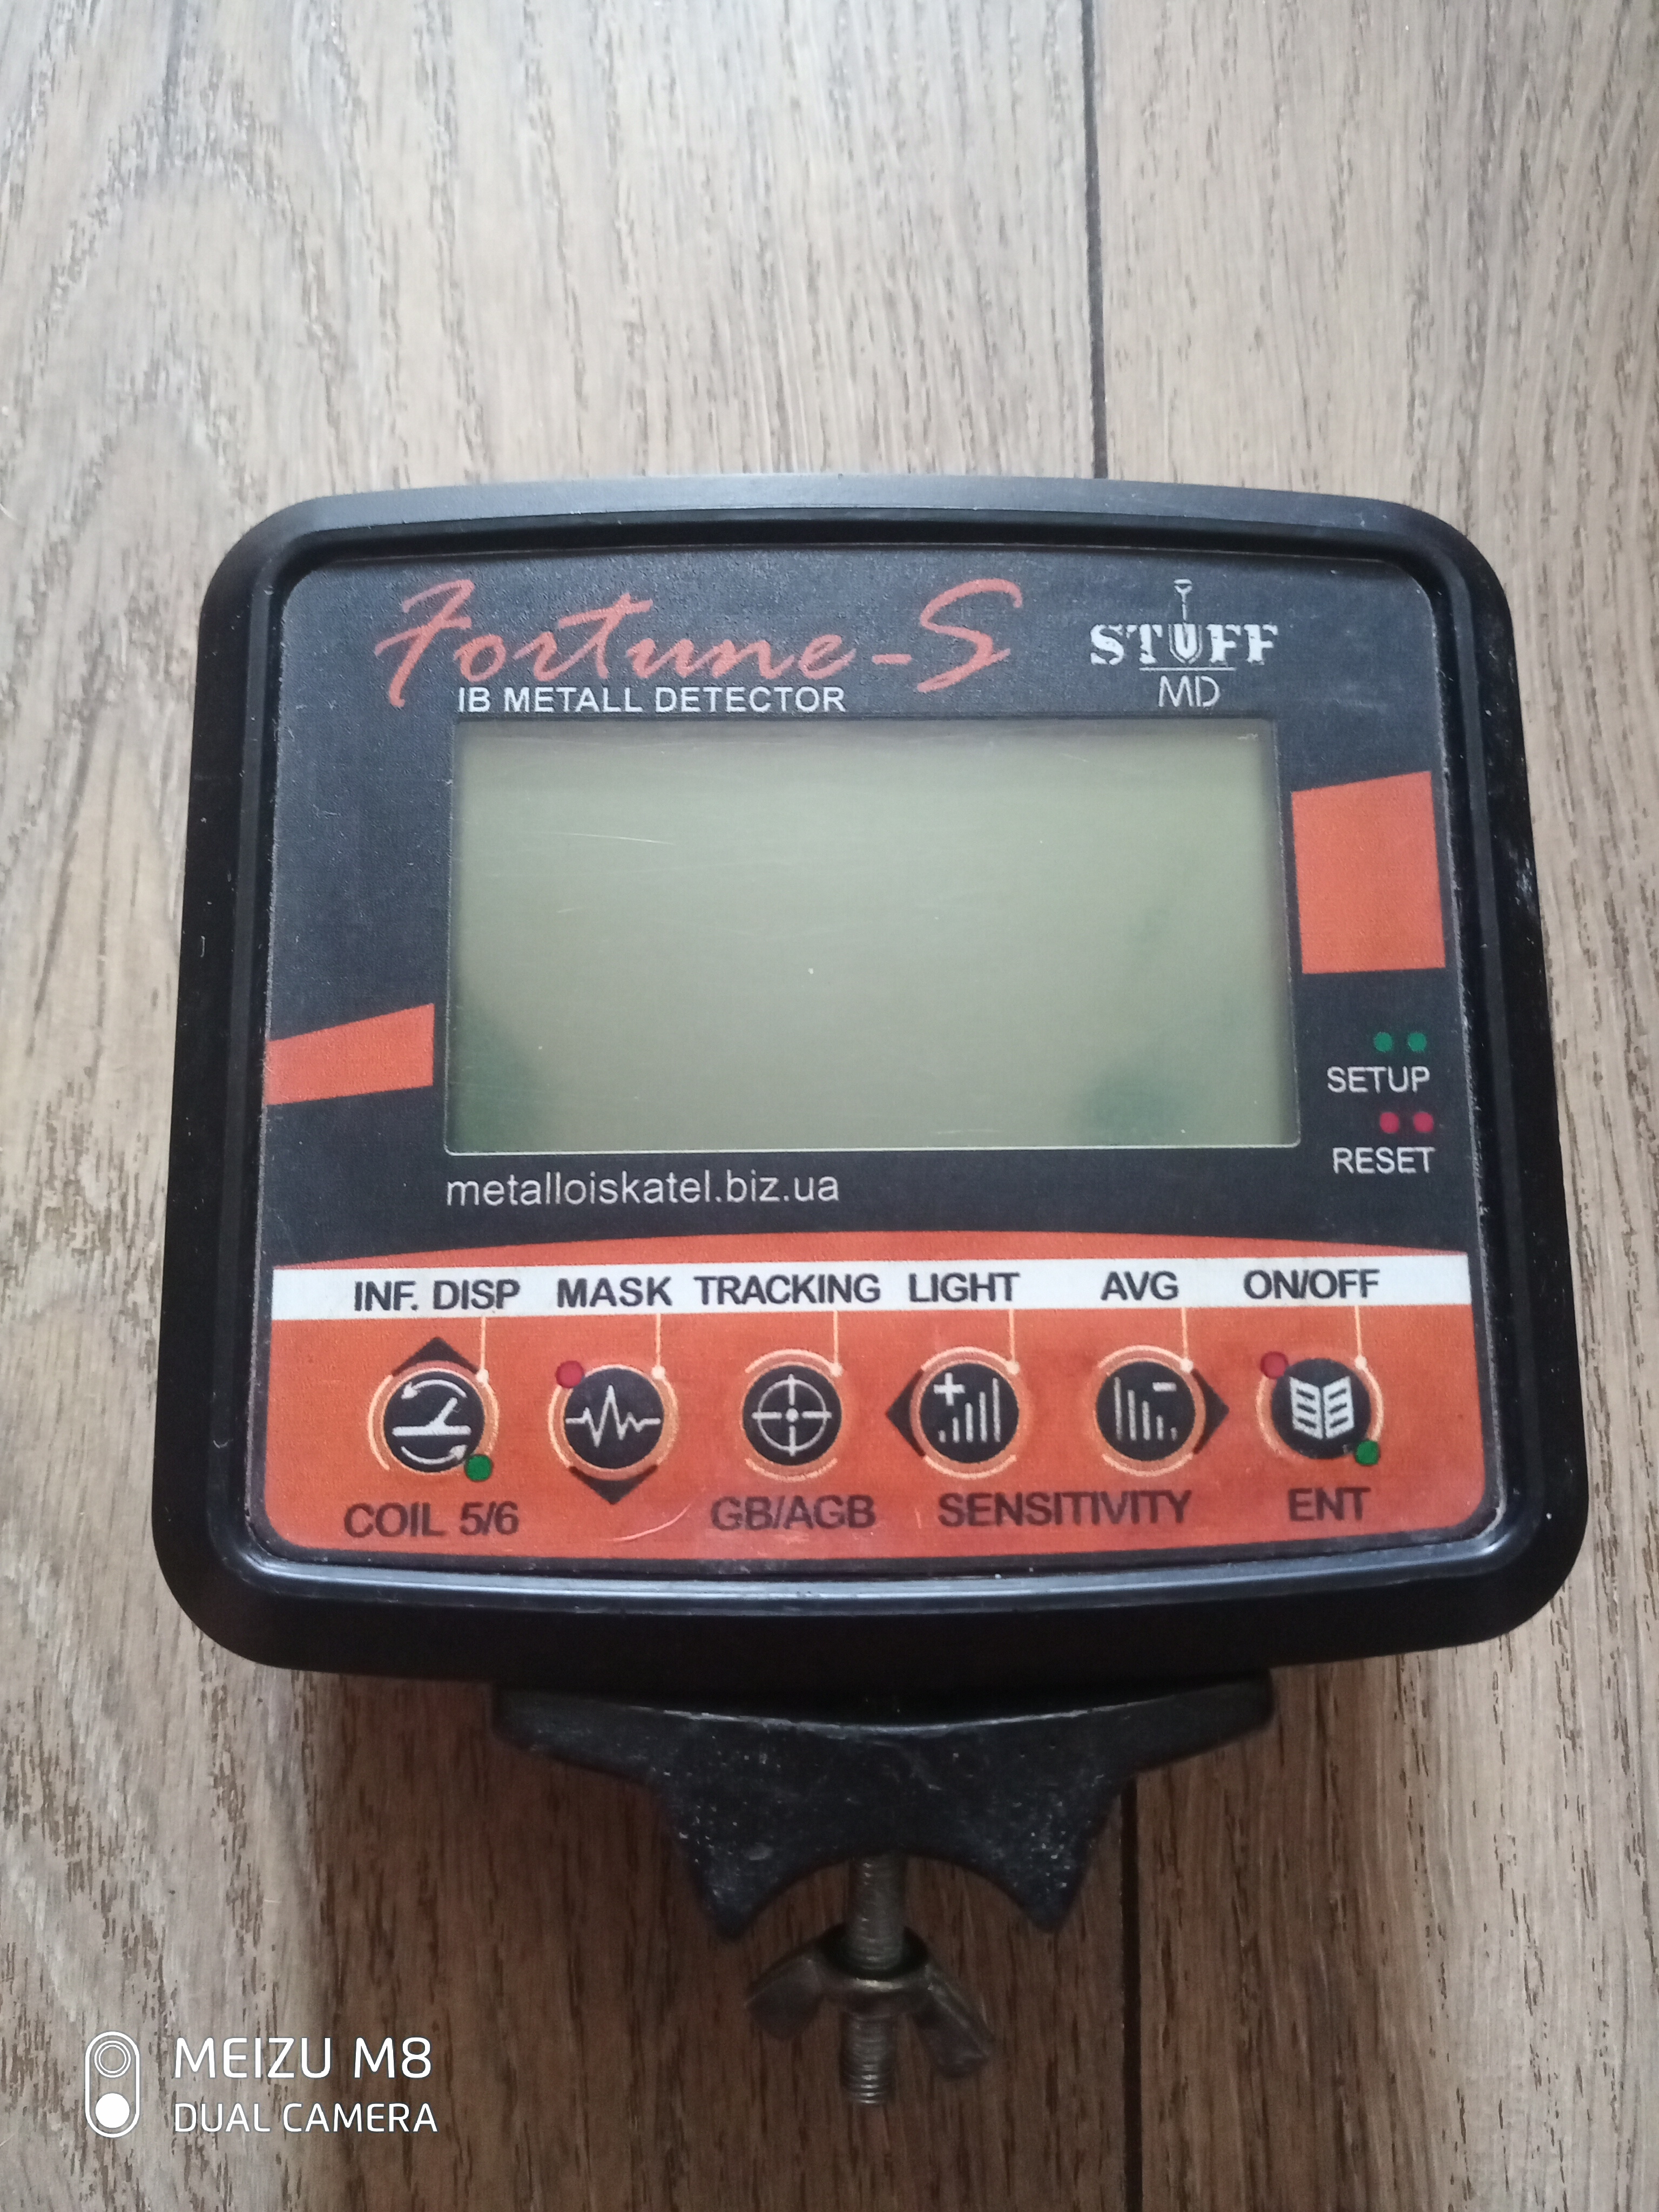 Fortune-S
IB METALL DETECTOR
STUFF
MD
SETUP
RESET
metalloiskatel.biz.ua
INF. DISP MASK TRACKING LIGHT AVG ON/OFF
COIL 5/6 GB/AGB SENSITIVITY ENT
MEIZU M8
DUAL CAMERA